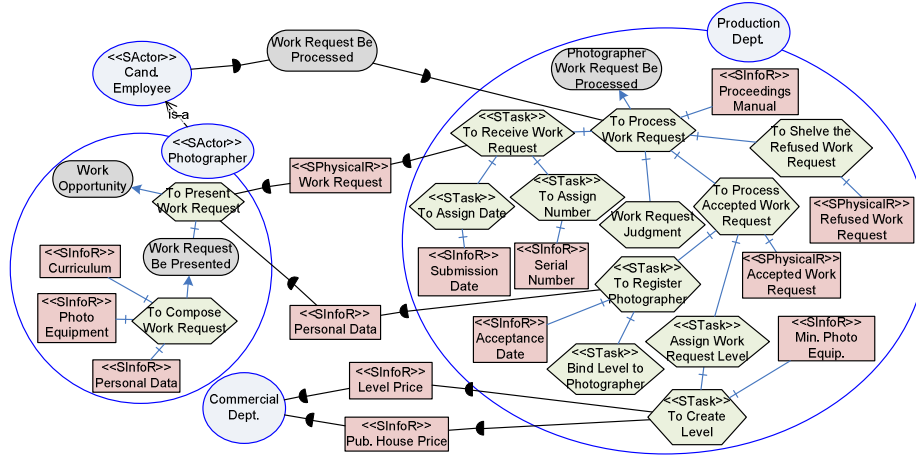 Production
Dept.
<<SActor>>
Cand.
Employee
Work Request Be
Processed
Photographer
Work Request Be
Processed
<<SInfoR>>
Proceedings
Manual
is-a
<<SActor>>
Photographer
<<STask>>
To Receive Work
Request
To Process
Work Request
To Shelve the
Refused Work
Request
Work
Opportunity
To Present
Work Request
<<SPhysicalR>>
Work Request
<<STask>>
To Assign Date
<<STask>>
To Assign
Number
Work Request
Judgment
To Process
Accepted Work
Request
<<SPhysicalR>>
Refused Work
Request
Work Request
Be Presented
<<SInfoR>>
Curriculum
<<SInfoR>>
Submission
Date
<<SInfoR>>
Serial
Number
<<STask>>
To Register
Photographer
<<SPhysicalR>>
Accepted Work
Request
<<SInfoR>>
Photo
Equipment
To Compose
Work Request
<<SInfoR>>
Personal Data
<<SInfoR>>
Acceptance
Date
<<STask>>
Assign Work
Request Level
<<SInfoR>>
Min. Photo
Equip.
<<SInfoR>>
Personal Data
<<STask>>
Bind Level to
Photographer
Commercial
Dept.
<<SInfoR>>
Level Price
<<SInfoR>>
Pub. House Price
<<STask>>
To Create
Level